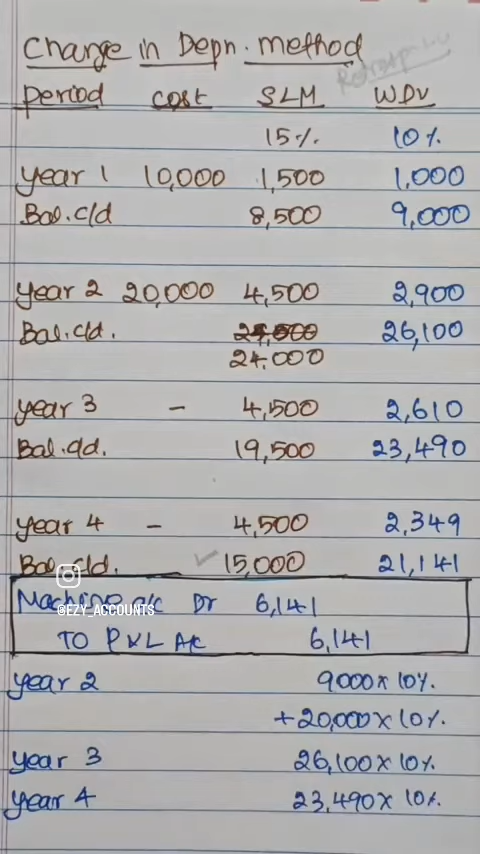 Change in Depn. method
period cost SLM WDV
15% 10%
year 1 10,000 1,500 1,000
Bal. c/d 8,500 9,000
year 2 20,000 4,500 2,900
Bal. c/d. 26,100
24.000
year 3 - 4,500 2,610
Bal. c/d. 19,500 23,490
year 4 - 4,500 2,349
Bal c/d. 15,000 21,141
Machine a/c Dr 6,141
@EZY_ACCOUNTS
TO P&L A/c 6,141
year 2 9000 x 10%.
+20,000 x 10%.
year 3 26,100 x 10%.
year 4 23,490 x 10%.